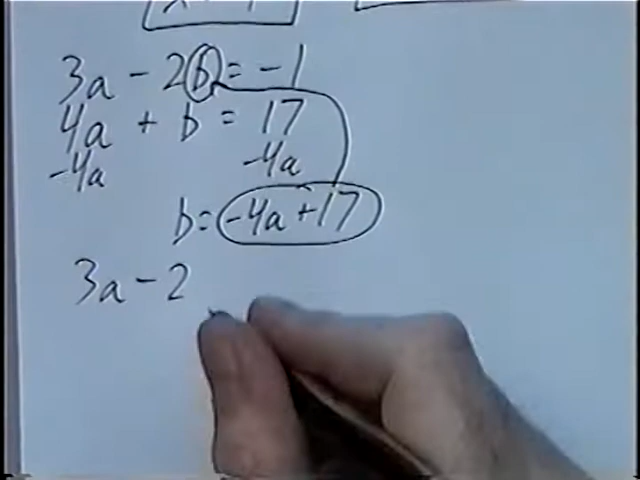 3a - 2b = -1
4a + b = 17
-4a -4a
b = -4a + 17
3a - 2